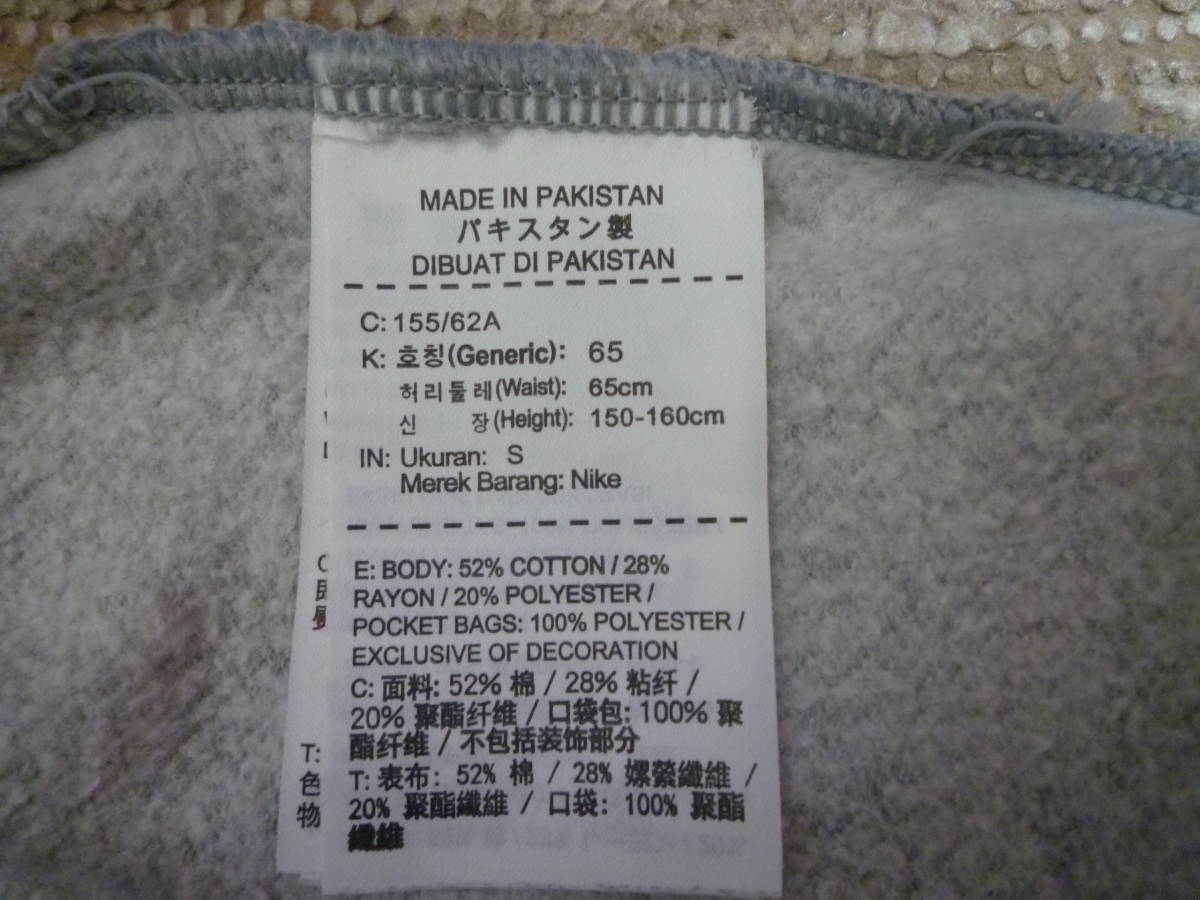 MADE IN PAKISTAN
パキスタン製
DIBUAT DI PAKISTAN
C: 155/62A
K: 호칭(Generic): 65
허리둘레(Waist): 65cm
신 장(Height): 150-160cm
IN: Ukuran: S
Merek Barang: Nike
E: BODY: 52% COTTON / 28%
RAYON / 20% POLYESTER /
POCKET BAGS: 100% POLYESTER /
EXCLUSIVE OF DECORATION
C: 面料: 52% 棉 / 28% 粘纤 /
20% 聚酯纤维 / 口袋包: 100% 聚
酯纤维 / 不包括装饰部分
T: 表布: 52% 棉 / 28% 嫘縈纖維 /
20% 聚酯纖維 / 口袋: 100% 聚酯
纖維
T:
色
物